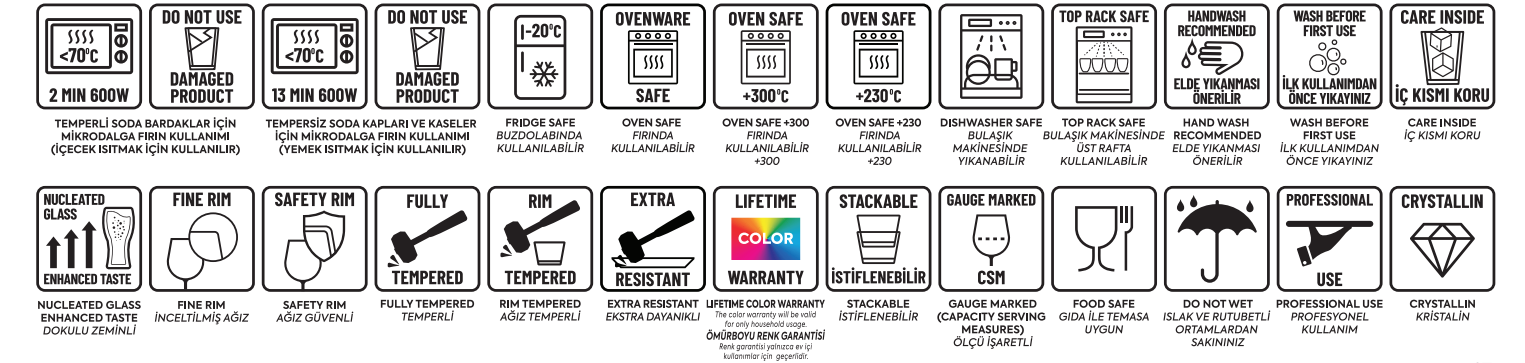 <70°C
2 MIN 600W
DO NOT USE
DAMAGED
PRODUCT
<70°C
13 MIN 600W
DO NOT USE
DAMAGED
PRODUCT
-20°C
OVENWARE
SAFE
OVEN SAFE
+300°C
OVEN SAFE
+230°C
DISHWASHER SAFE
TOP RACK SAFE
HANDWASH
RECOMMENDED
ELDE YIKANMASI
ÖNERİLİR
WASH BEFORE
FIRST USE
İLK KULLANIMDAN
ÖNCE YIKAYINIZ
CARE INSIDE
İÇ KISMI KORU
TEMPERLİ SODA BARDAKLAR İÇİN
MİKRODALGA FIRIN KULLANIMI
(İÇECEK ISITMAK İÇİN KULLANILIR)
TEMPERSİZ SODA KAPLARI VE KASELER
İÇİN MİKRODALGA FIRIN KULLANIMI
(YEMEK ISITMAK İÇİN KULLANILIR)
FRIDGE SAFE
BUZDOLABINDA
KULLANILABİLİR
OVEN SAFE
FIRINDA
KULLANILABİLİR
OVEN SAFE +300
FIRINDA
KULLANILABİLİR
+300
OVEN SAFE +230
FIRINDA
KULLANILABİLİR
+230
DISHWASHER SAFE
BULAŞIK
MAKİNESİNDE
YIKANABİLİR
TOP RACK SAFE
BULAŞIK MAKİNESİNDE
ÜST RAFTA
KULLANILABİLİR
HAND WASH
RECOMMENDED
ELDE YIKANMASI
ÖNERİLİR
WASH BEFORE
FIRST USE
İLK KULLANIMDAN
ÖNCE YIKAYINIZ
CARE INSIDE
İÇ KISMI KORU
NUCLEATED
GLASS
ENHANCED TASTE
FINE RIM
SAFETY RIM
FULLY
TEMPERED
RIM
TEMPERED
EXTRA
RESISTANT
LIFETIME
COLOR
WARRANTY
STACKABLE
İSTİFLENEBİLİR
GAUGE MARKED
CSM
PROFESSIONAL
USE
CRYSTALLIN
NUCLEATED GLASS
ENHANCED TASTE
DOKULU ZEMİNLİ
FINE RIM
İNCELTİLMİŞ AĞIZ
SAFETY RIM
AĞIZ GÜVENLİ
FULLY TEMPERED
TEMPERLİ
RIM TEMPERED
AĞIZ TEMPERLİ
EXTRA RESISTANT
EKSTRA DAYANIKLI
LIFETIME COLOR WARRANTY
The color warranty will be valid
for only household usage.
ÖMÜRBOYU RENK GARANTİSİ
Renk garantisi yalnızca ev içi
kullanımlar için geçerlidir.
STACKABLE
İSTİFLENEBİLİR
GAUGE MARKED
(CAPACITY SERVING
MEASURES)
ÖLÇÜ İŞARETLİ
FOOD SAFE
GIDA İLE TEMASA
UYGUN
DO NOT WET
ISLAK VE RUTUBETLİ
ORTAMLARDAN
SAKININIZ
PROFESSIONAL USE
PROFESYONEL
KULLANIM
CRYSTALLIN
KRİSTALİN